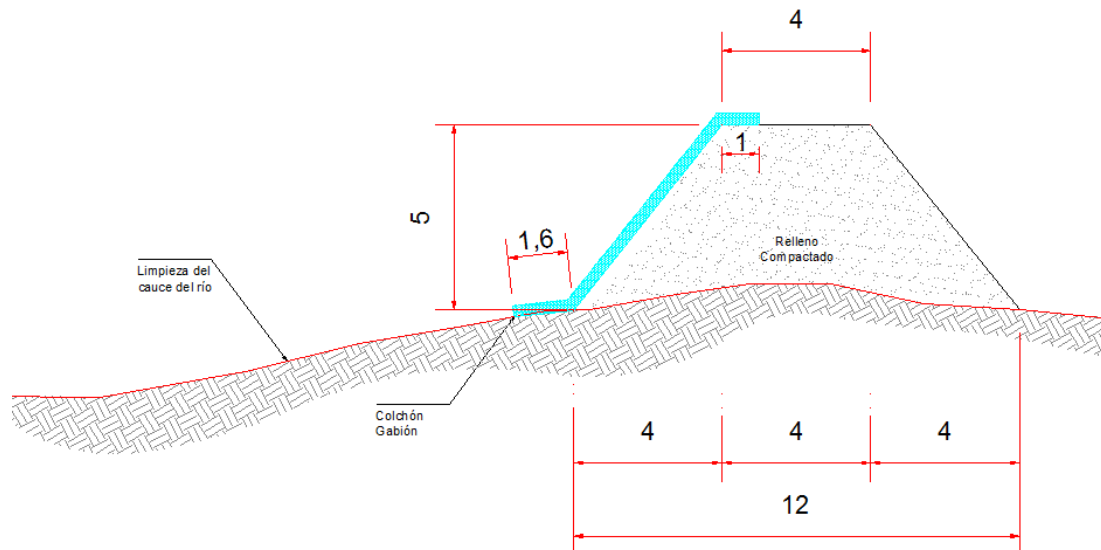 4
1
5
1,6
Relleno
Compactado
Limpieza del
cauce del río
Colchón
Gabión
4
4
4
12